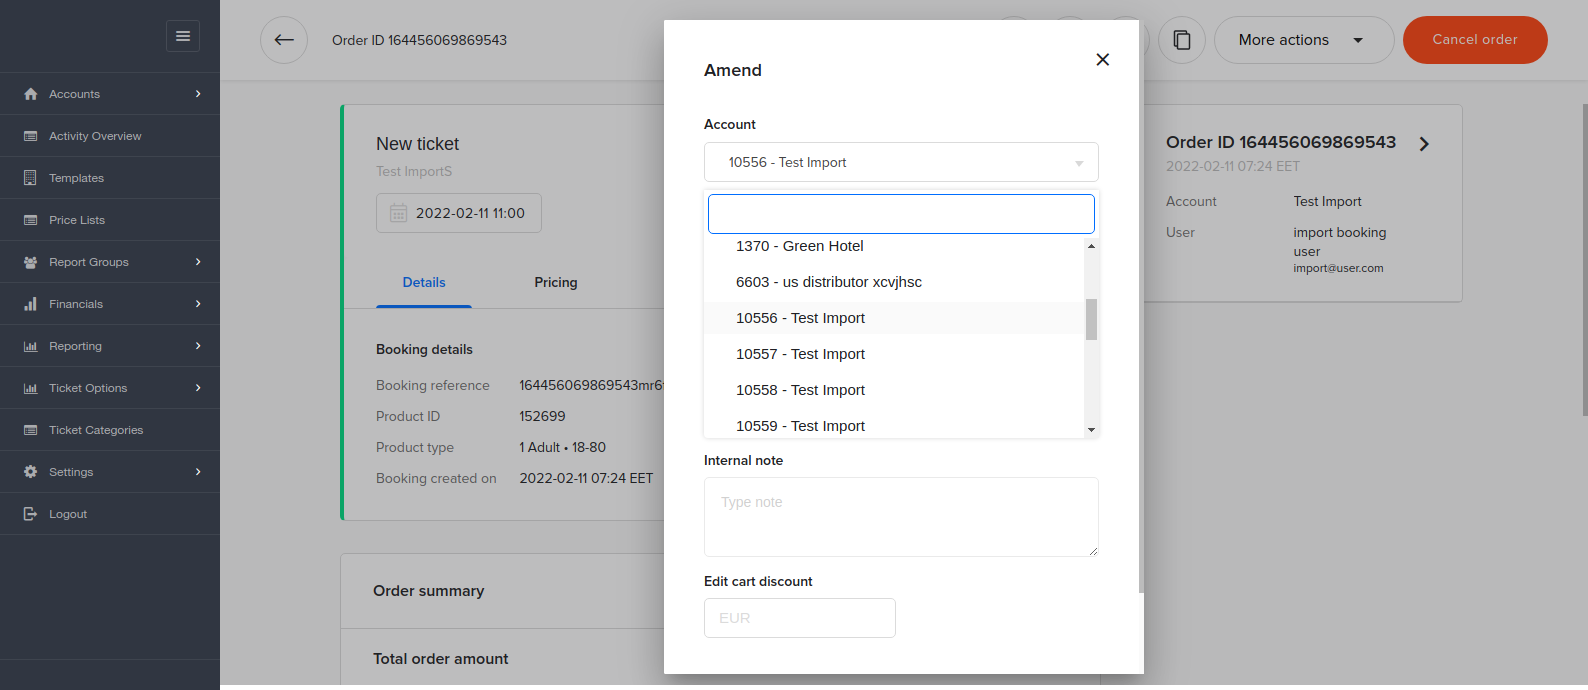 Accounts
Activity Overview
Templates
Price Lists
Report Groups
Financials
Reporting
Ticket Options
Ticket Categories
Settings
Logout
Order ID 164456069869543
More actions
Cancel order
New ticket
Test ImportS
2022-02-11 11:00
Details
Pricing
Booking details
Booking reference 164456069869543mr6
Product ID 152699
Product type 1 Adult • 18-80
Booking created on 2022-02-11 07:24 EET
Order summary
Total order amount
Amend
Account
10556 - Test Import
1370 - Green Hotel
6603 - us distributor xcvjhsc
10556 - Test Import
10557 - Test Import
10558 - Test Import
10559 - Test Import
Internal note
Type note
Edit cart discount
EUR
Order ID 164456069869543
2022-02-11 07:24 EET
Account Test Import
User import booking
user
import@user.com